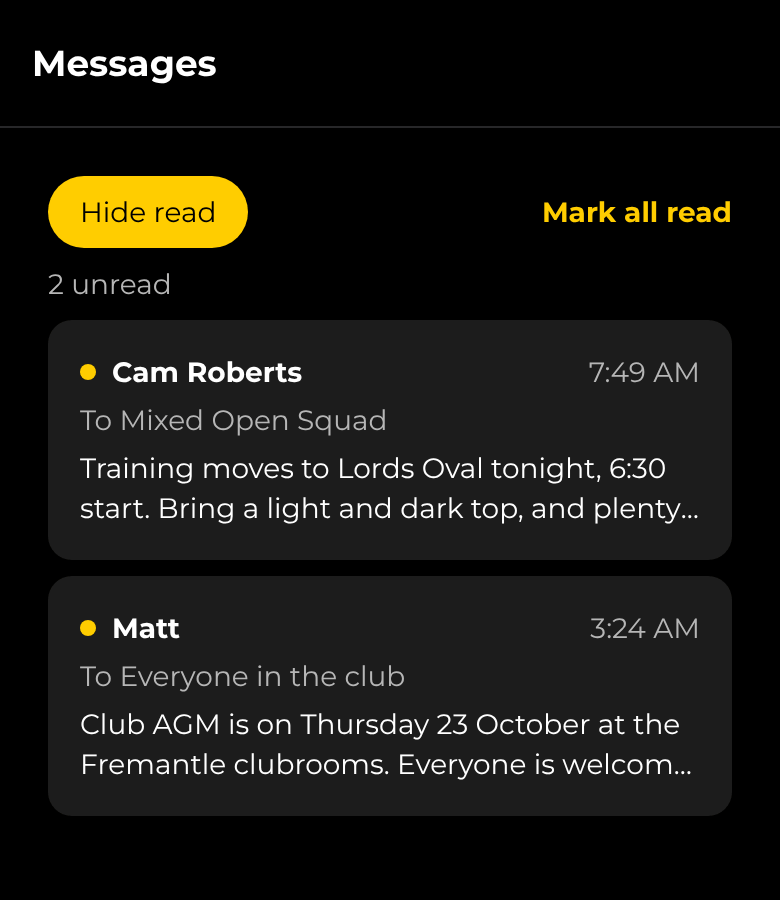 Messages
Hide read
Mark all read
2 unread
Cam Roberts
7:49 AM
To Mixed Open Squad
Training moves to Lords Oval tonight, 6:30
start. Bring a light and dark top, and plenty…
Matt
3:24 AM
To Everyone in the club
Club AGM is on Thursday 23 October at the
Fremantle clubrooms. Everyone is welcom…